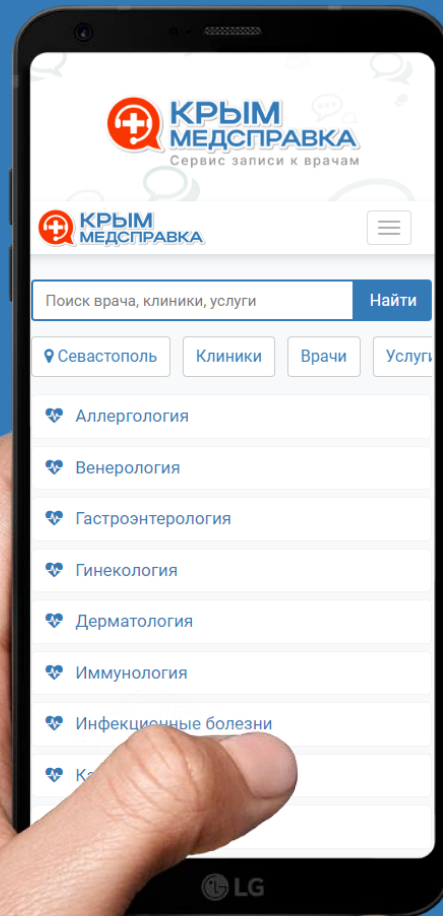 КРЫМ
МЕДСПРАВКА
Сервис записи к врачам
КРЫМ
МЕДСПРАВКА
Поиск врача, клиники, услуги Найти
Севастополь Клиники Врачи Услуги
Аллергология
Венерология
Гастроэнтерология
Гинекология
Дерматология
Иммунология
Инфекционные болезни
LG